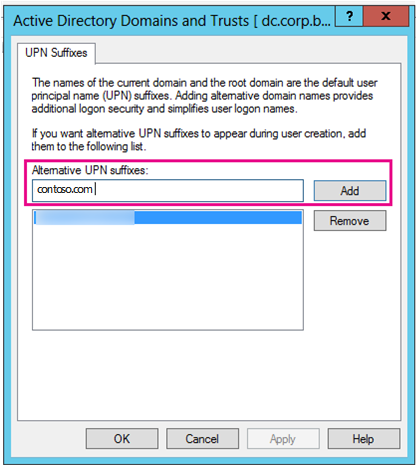 Active Directory Domains and Trusts [ dc.corp.b...
?
x
UPN Suffixes
The names of the current domain and the root domain are the default user
principal name (UPN) suffixes. Adding alternative domain names provides
additional logon security and simplifies user logon names.
If you want alternative UPN suffixes to appear during user creation, add
them to the following list.
Alternative UPN suffixes:
contoso.com
Add
Remove
OK
Cancel
Apply
Help